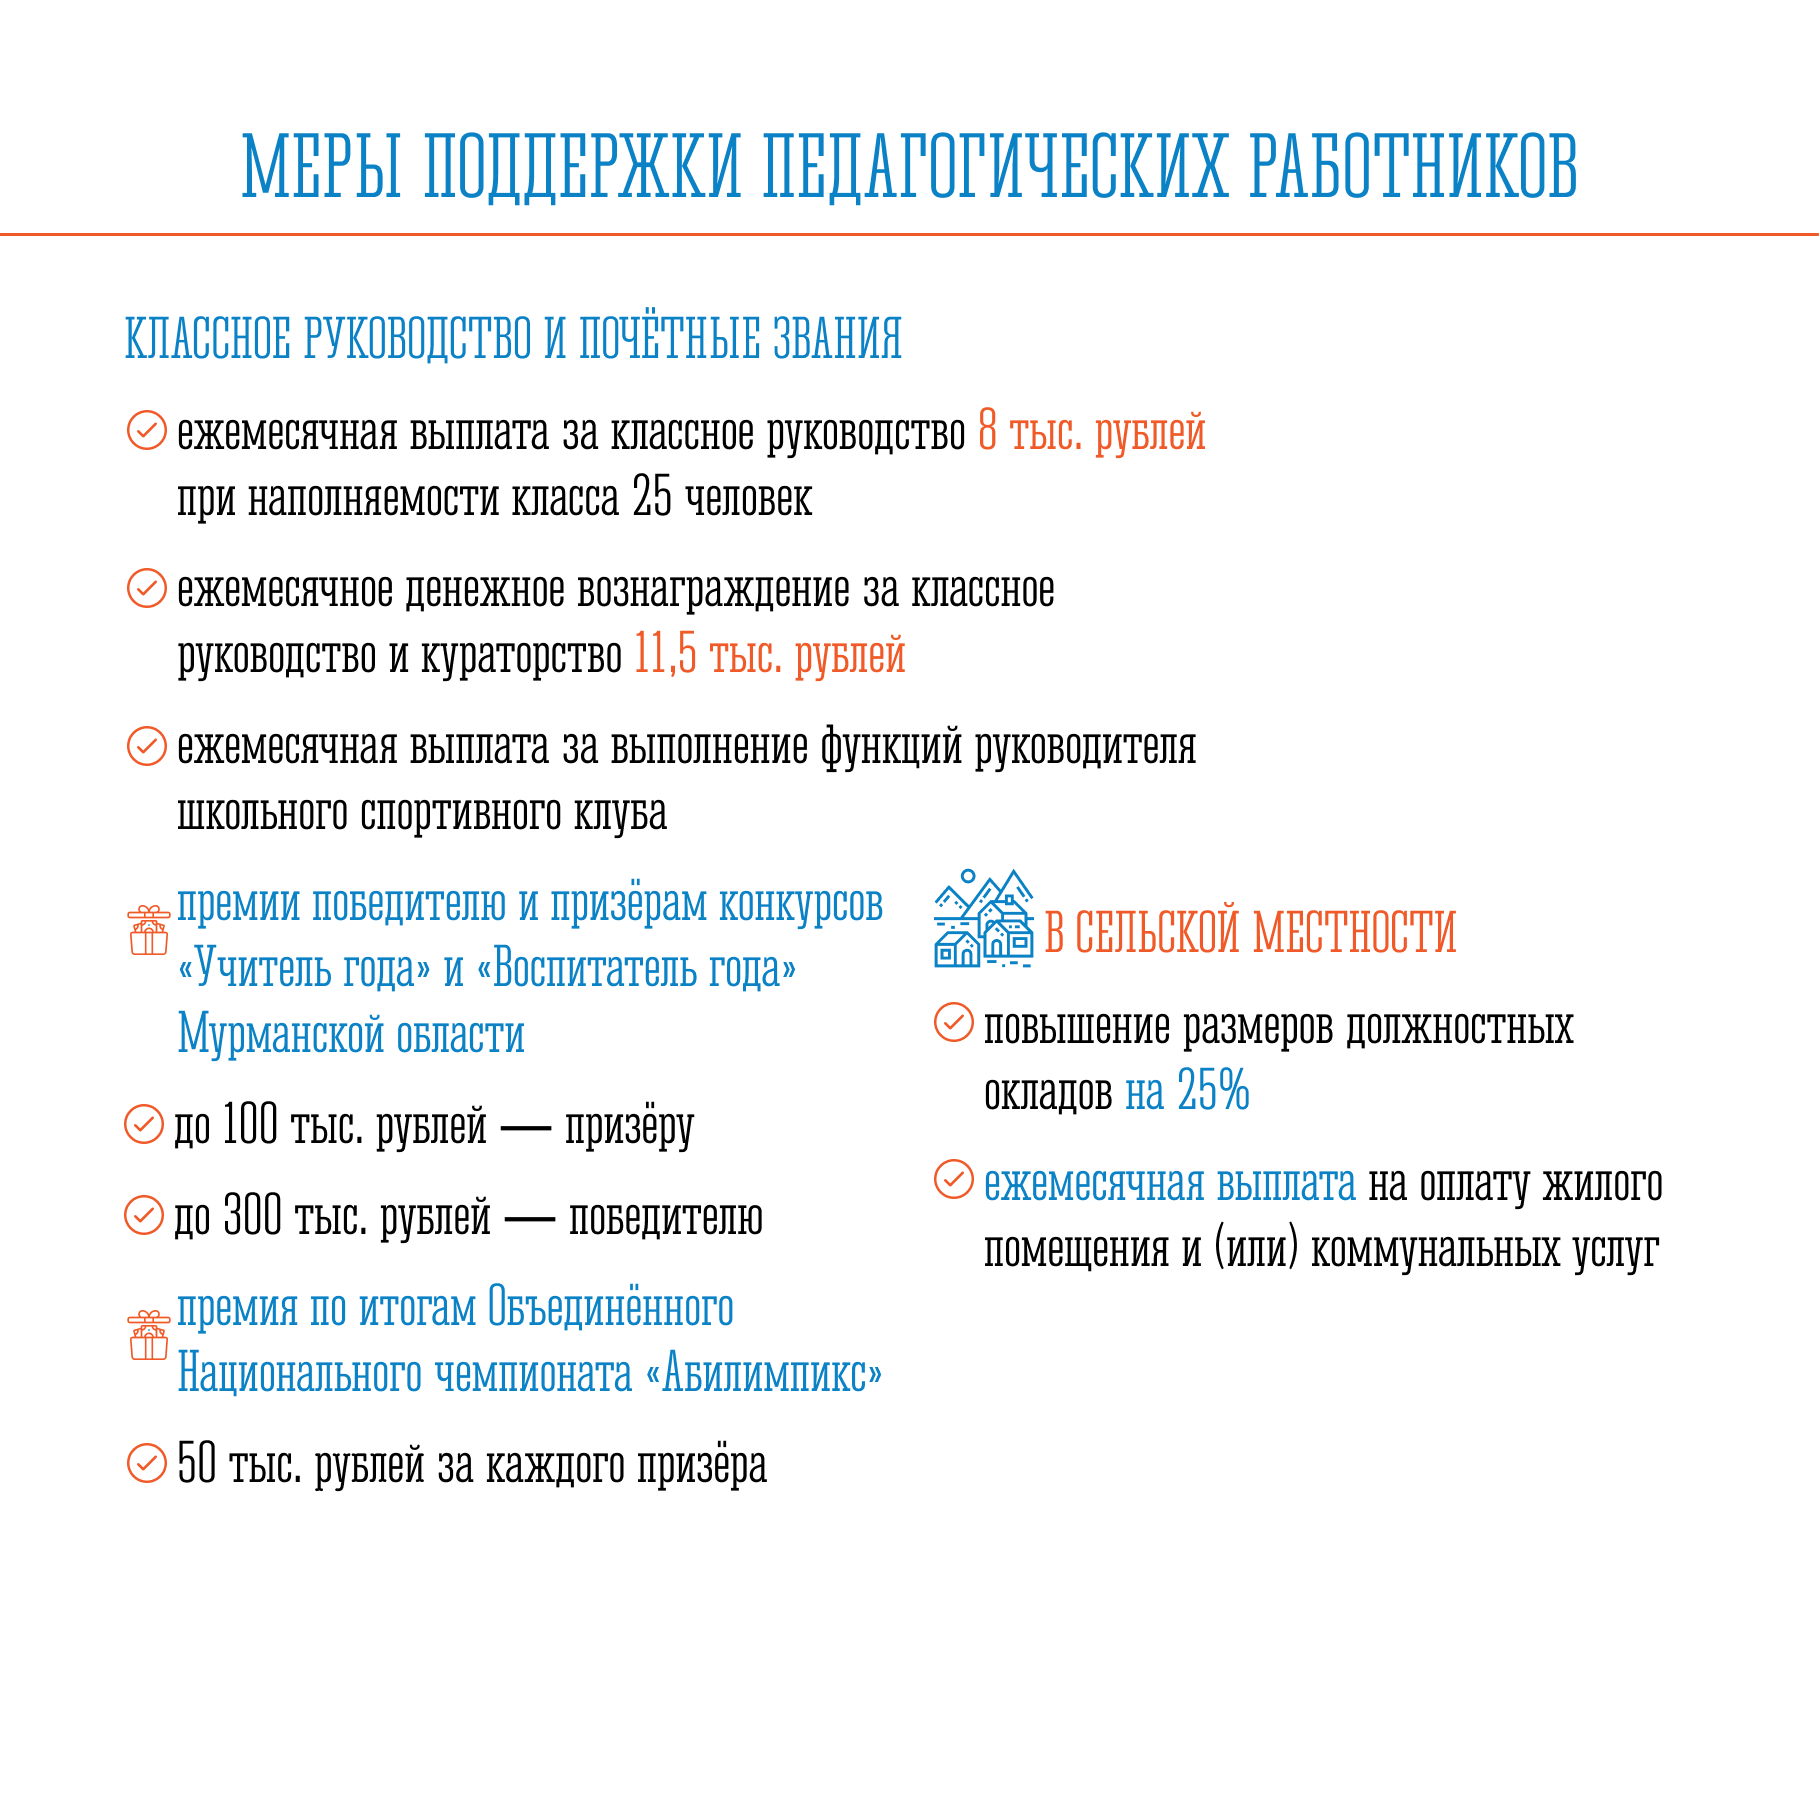 МЕРЫ ПОДДЕРЖКИ ПЕДАГОГИЧЕСКИХ РАБОТНИКОВ
КЛАССНОЕ РУКОВОДСТВО И ПОЧЁТНЫЕ ЗВАНИЯ
ежемесячная выплата за классное руководство 8 тыс. рублей
при наполняемости класса 25 человек
ежемесячное денежное вознаграждение за классное
руководство и кураторство 11,5 тыс. рублей
ежемесячная выплата за выполнение функций руководителя
школьного спортивного клуба
премии победителю и призёрам конкурсов
«Учитель года» и «Воспитатель года»
Мурманской области
до 100 тыс. рублей — призёру
до 300 тыс. рублей — победителю
премия по итогам Объединённого
Национального чемпионата «Абилимпикс»
50 тыс. рублей за каждого призёра
В СЕЛЬСКОЙ МЕСТНОСТИ
повышение размеров должностных
окладов на 25%
ежемесячная выплата на оплату жилого
помещения и (или) коммунальных услуг